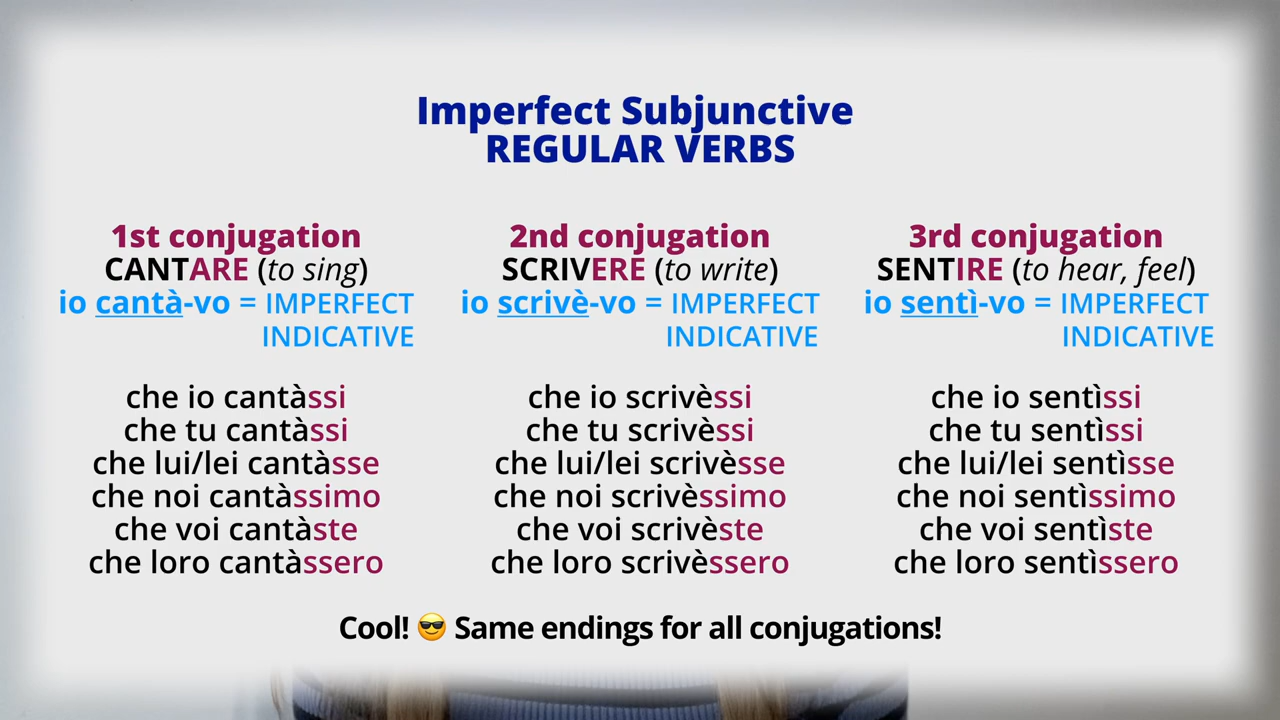 Imperfect Subjunctive
REGULAR VERBS
1st conjugation
CANTARE (to sing)
io cantà-vo = IMPERFECT
INDICATIVE
che io cantàssi
che tu cantàssi
che lui/lei cantàsse
che noi cantàssimo
che voi cantàste
che loro cantàssero
2nd conjugation
SCRIVERE (to write)
io scrivè-vo = IMPERFECT
INDICATIVE
che io scrivèssi
che tu scrivèssi
che lui/lei scrivèsse
che noi scrivèssimo
che voi scrivèste
che loro scrivèssero
3rd conjugation
SENTIRE (to hear, feel)
io sentì-vo = IMPERFECT
INDICATIVE
che io sentìssi
che tu sentìssi
che lui/lei sentìsse
che noi sentìssimo
che voi sentìste
che loro sentìssero
Cool! 😎 Same endings for all conjugations!